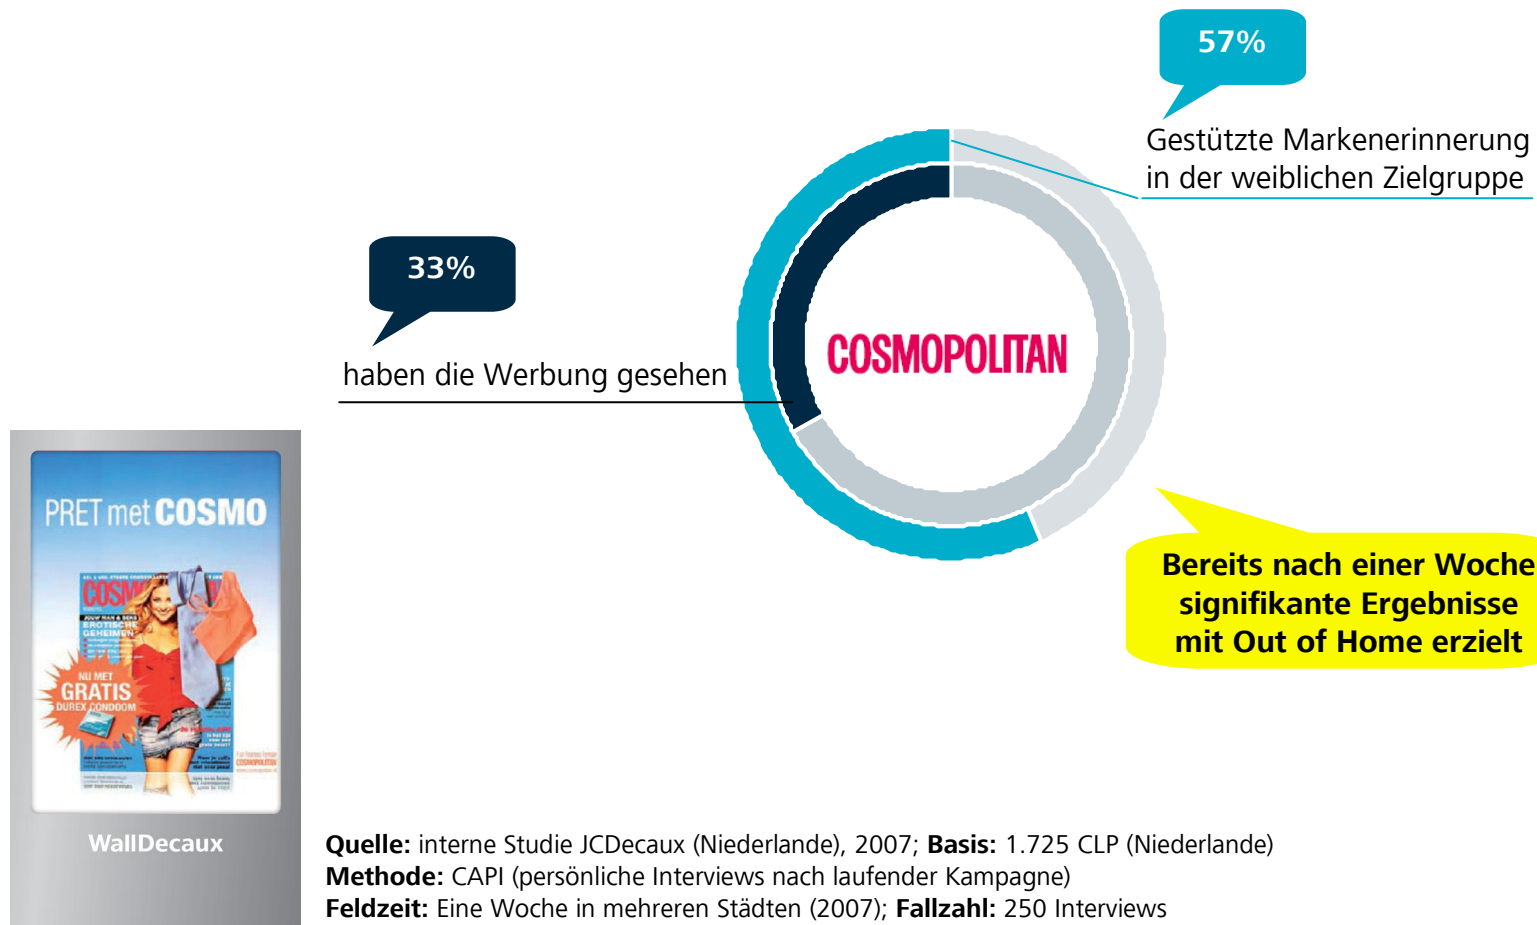 57%
Gestützte Markenerinnerung
in der weiblichen Zielgruppe
33%
haben die Werbung gesehen
COSMOPOLITAN
Bereits nach einer Woche
signifikante Ergebnisse
mit Out of Home erzielt
PRET met COSMO
EROTISCHE
GEHEIMEN
NU MET
GRATIS
DUREX CONDOOM
COSMOPOLITAN
WallDecaux
Quelle: interne Studie JCDecaux (Niederlande), 2007; Basis: 1.725 CLP (Niederlande)
Methode: CAPI (persönliche Interviews nach laufender Kampagne)
Feldzeit: Eine Woche in mehreren Städten (2007); Fallzahl: 250 Interviews